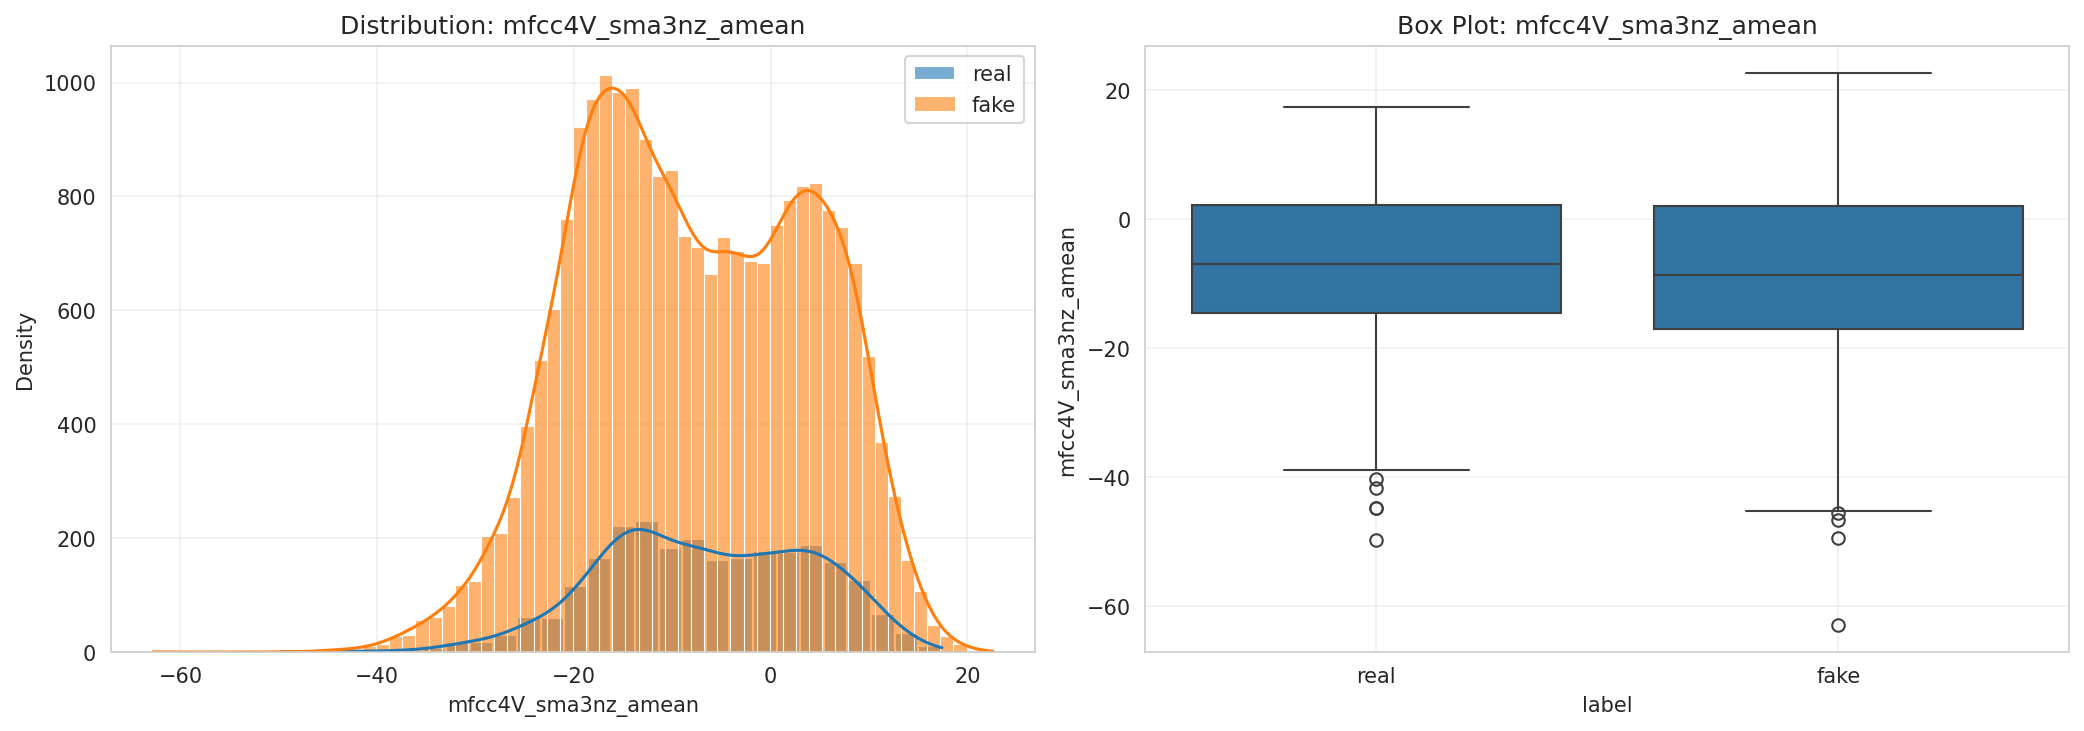 Distribution: mfcc4V_sma3nz_amean
real
fake
Density
1000
800
600
400
200
0
−60
−40
−20
0
20
mfcc4V_sma3nz_amean
Box Plot: mfcc4V_sma3nz_amean
mfcc4V_sma3nz_amean
20
0
−20
−40
−60
real
fake
label